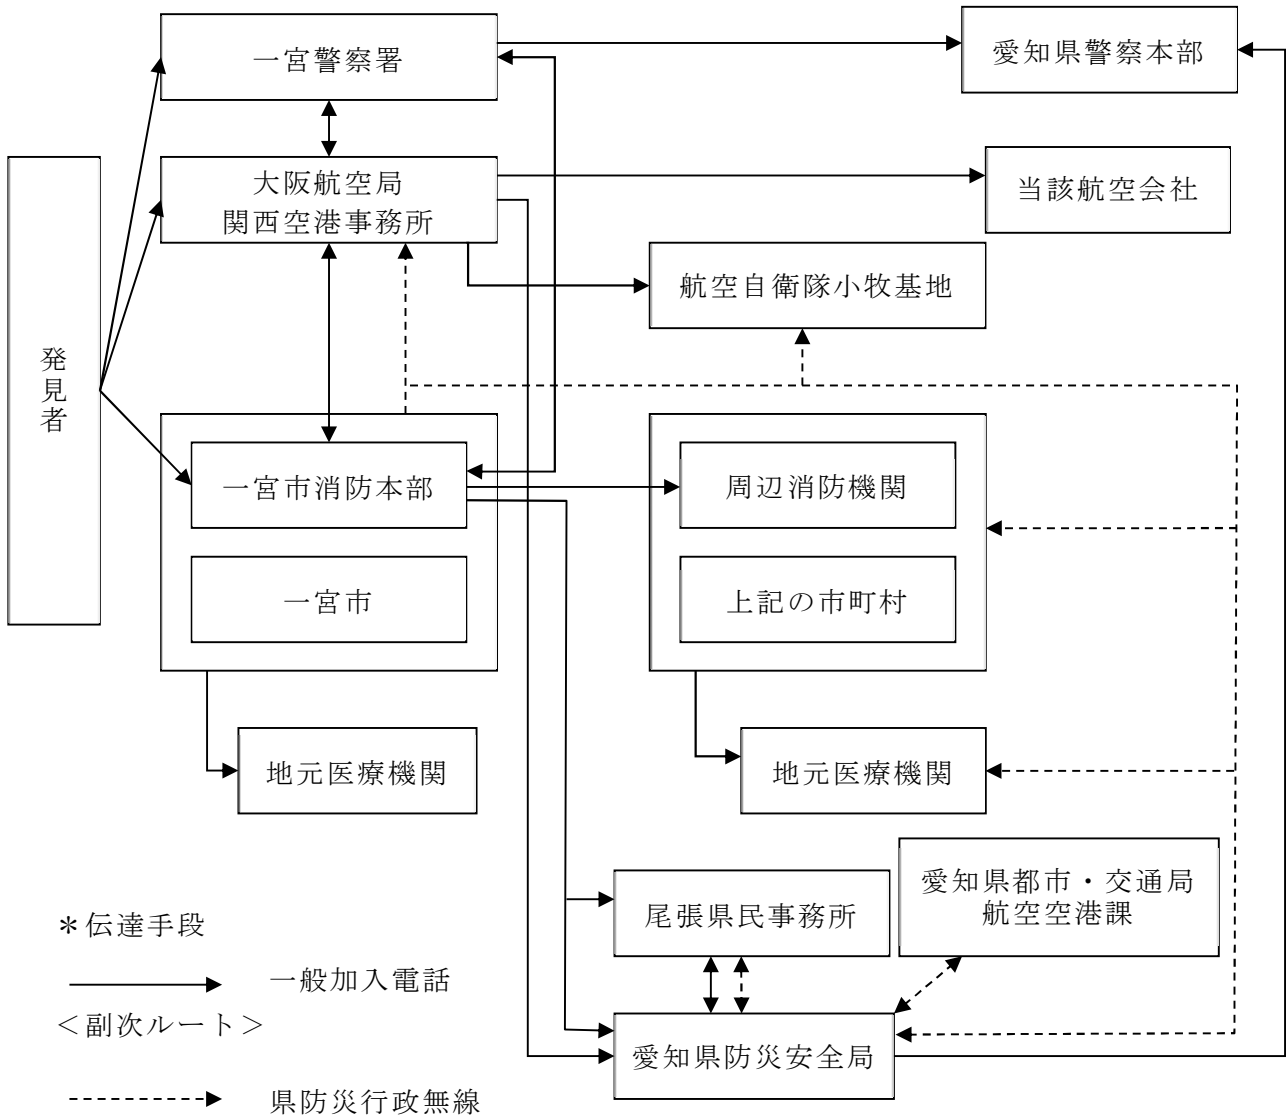 一宮警察署
愛知県警察本部
大阪航空局
関西空港事務所
当該航空会社
航空自衛隊小牧基地
発見者
一宮市消防本部
周辺消防機関
一宮市
上記の市町村
地元医療機関
地元医療機関
尾張県民事務所
愛知県都市・交通局
航空空港課
＊伝達手段
一般加入電話
＜副次ルート＞
愛知県防災安全局
県防災行政無線